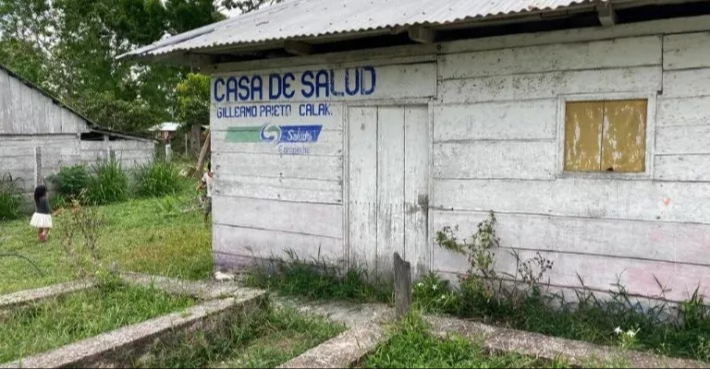 CASA DE SALUD
GILLERMO PRIETO CALAK.
Salud
Campeche